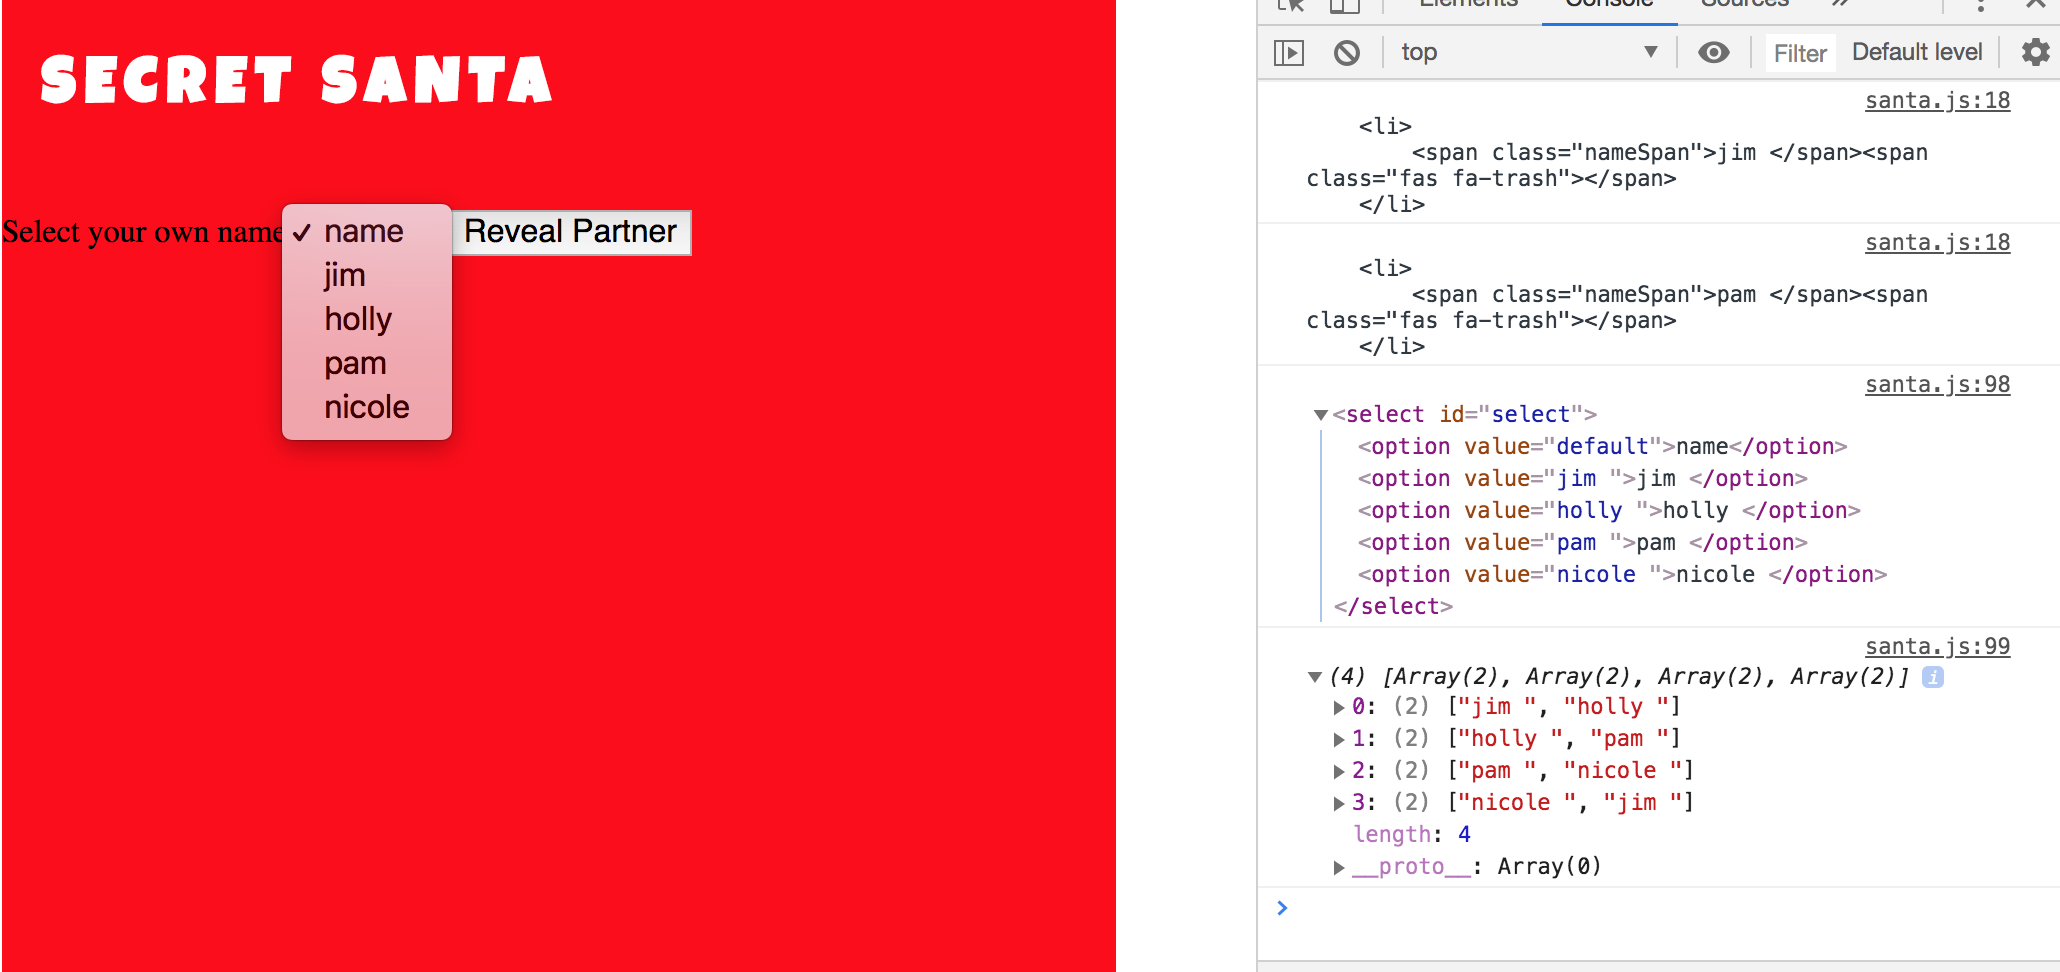 SECRET SANTA
Select your own name
✓ name
jim
holly
pam
nicole
Reveal Partner
Elements Console Sources »
top ▼ Filter Default level
santa.js:18
<li>
<span class="nameSpan">jim </span><span
class="fas fa-trash"></span>
</li>
santa.js:18
<li>
<span class="nameSpan">pam </span><span
class="fas fa-trash"></span>
</li>
santa.js:98
▼<select id="select">
<option value="default">name</option>
<option value="jim ">jim </option>
<option value="holly ">holly </option>
<option value="pam ">pam </option>
<option value="nicole ">nicole </option>
</select>
santa.js:99
▼(4) [Array(2), Array(2), Array(2), Array(2)] i
▶0: (2) ["jim ", "holly "]
▶1: (2) ["holly ", "pam "]
▶2: (2) ["pam ", "nicole "]
▶3: (2) ["nicole ", "jim "]
length: 4
▶__proto__: Array(0)
>